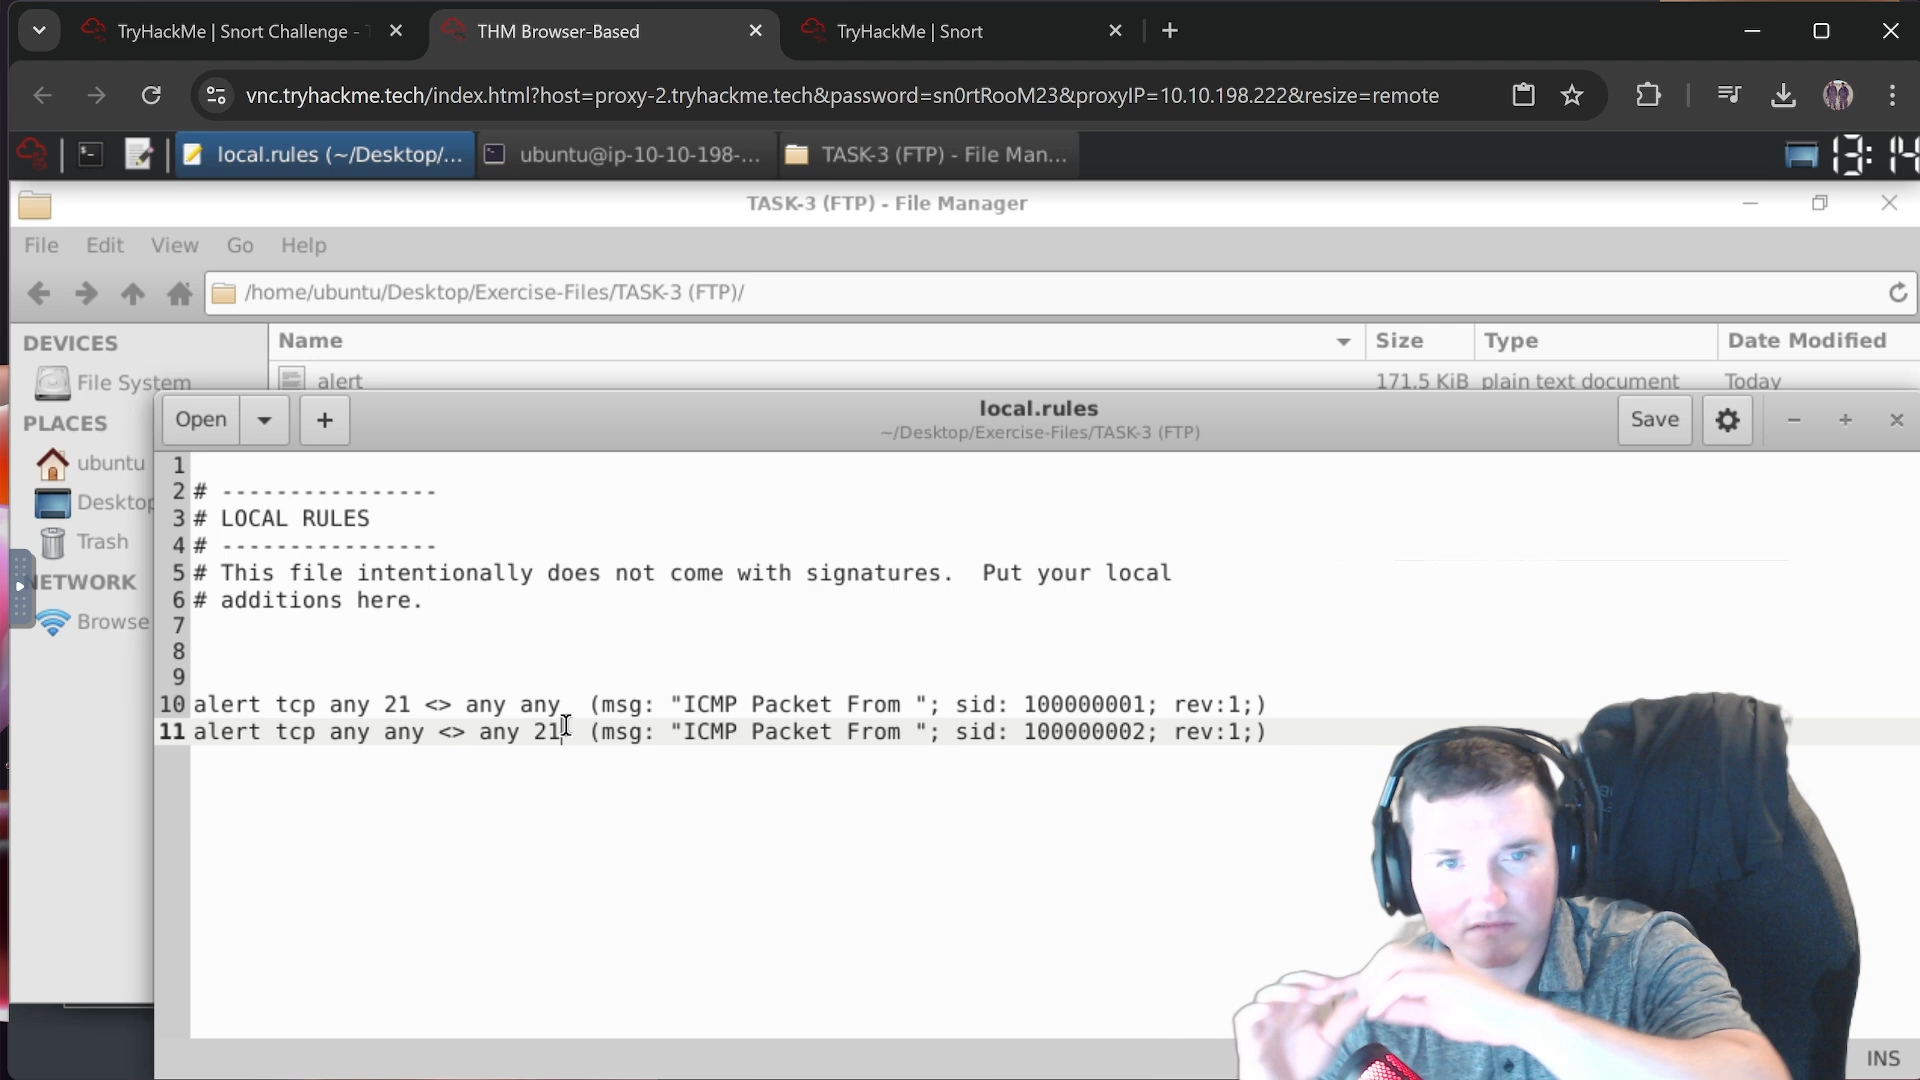 TryHackMe | Snort Challenge -
THM Browser-Based
TryHackMe | Snort
vnc.tryhackme.tech/index.html?host=proxy-2.tryhackme.tech&password=sn0rtRooM23&proxyIP=10.10.198.222&resize=remote
local.rules (~/Desktop/...
ubuntu@ip-10-10-198-...
TASK-3 (FTP) - File Man...
13:14
TASK-3 (FTP) - File Manager
File Edit View Go Help
/home/ubuntu/Desktop/Exercise-Files/TASK-3 (FTP)/
DEVICES
File System
PLACES
ubuntu
Desktop
Trash
NETWORK
Browse
Name Size Type Date Modified
alert 171.5 KiB plain text document Today
Open
local.rules
~/Desktop/Exercise-Files/TASK-3 (FTP)
Save
1
2 # ----------------
3 # LOCAL RULES
4 # ----------------
5 # This file intentionally does not come with signatures.  Put your local
6 # additions here.
7
8
9
10 alert tcp any 21 <> any any  (msg: "ICMP Packet From "; sid: 100000001; rev:1;)
11 alert tcp any any <> any 21  (msg: "ICMP Packet From "; sid: 100000002; rev:1;)
INS